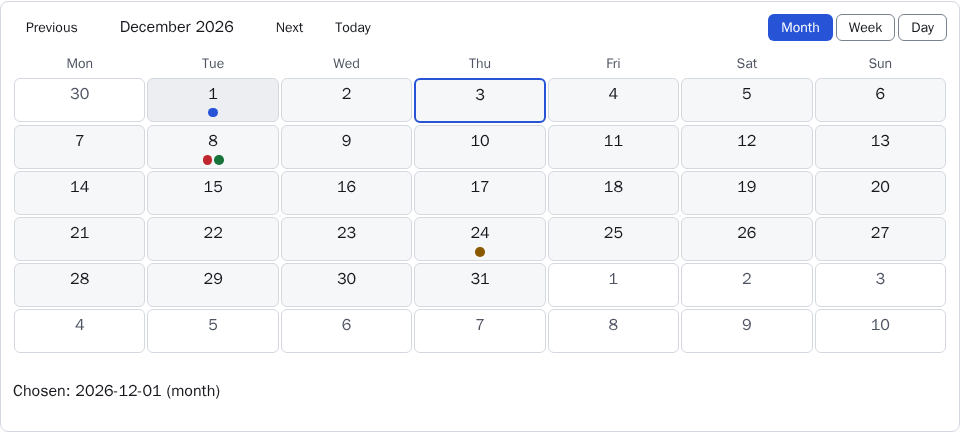 Previous December 2026 Next Today Month Week Day
Mon Tue Wed Thu Fri Sat Sun
30 1 2 3 4 5 6
7 8 9 10 11 12 13
14 15 16 17 18 19 20
21 22 23 24 25 26 27
28 29 30 31 1 2 3
4 5 6 7 8 9 10
Chosen: 2026-12-01 (month)